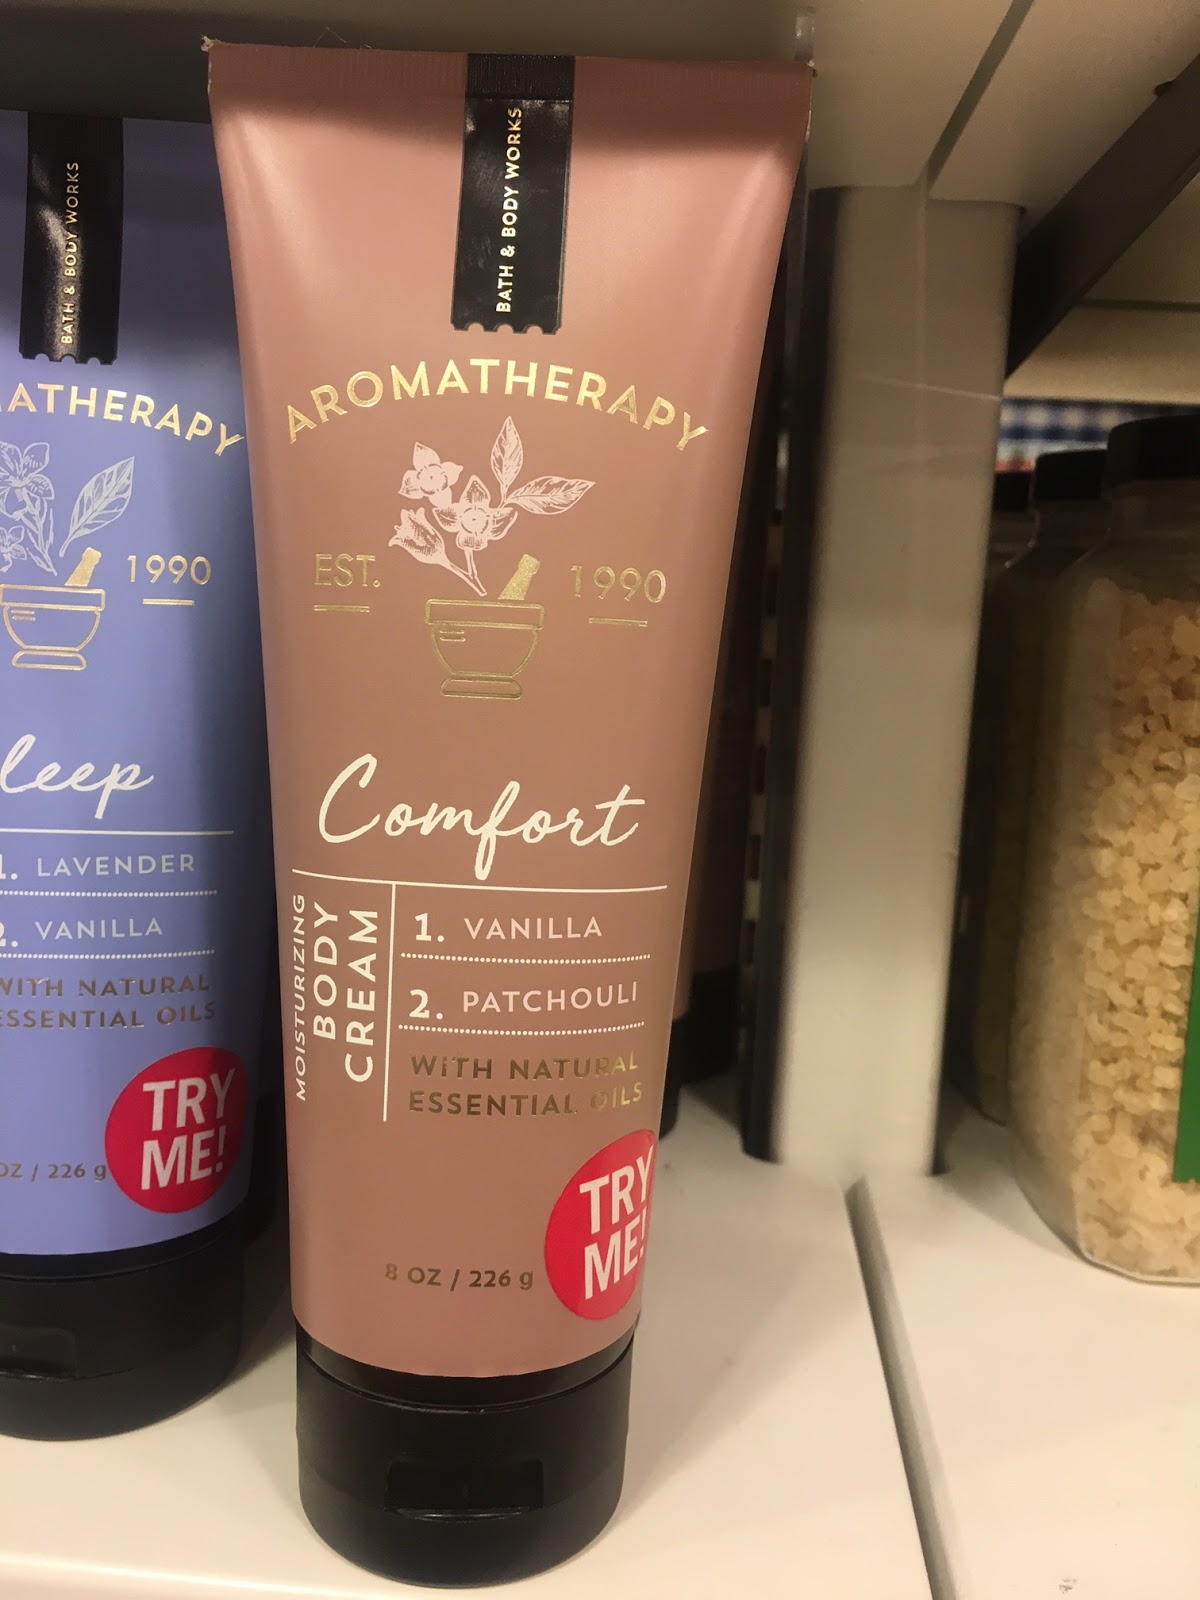 BATH & BODY WORKS
AROMATHERAPY
EST. 1990
Comfort
MOISTURIZING
BODY
CREAM
1. VANILLA
2. PATCHOULI
WITH NATURAL
ESSENTIAL OILS
TRY
ME!
8 OZ / 226 g
BATH & BODY WORKS
MATHERAPY
1990
leep
1. LAVENDER
2. VANILLA
WITH NATURAL
ESSENTIAL OILS
TRY
ME!
OZ / 226 g